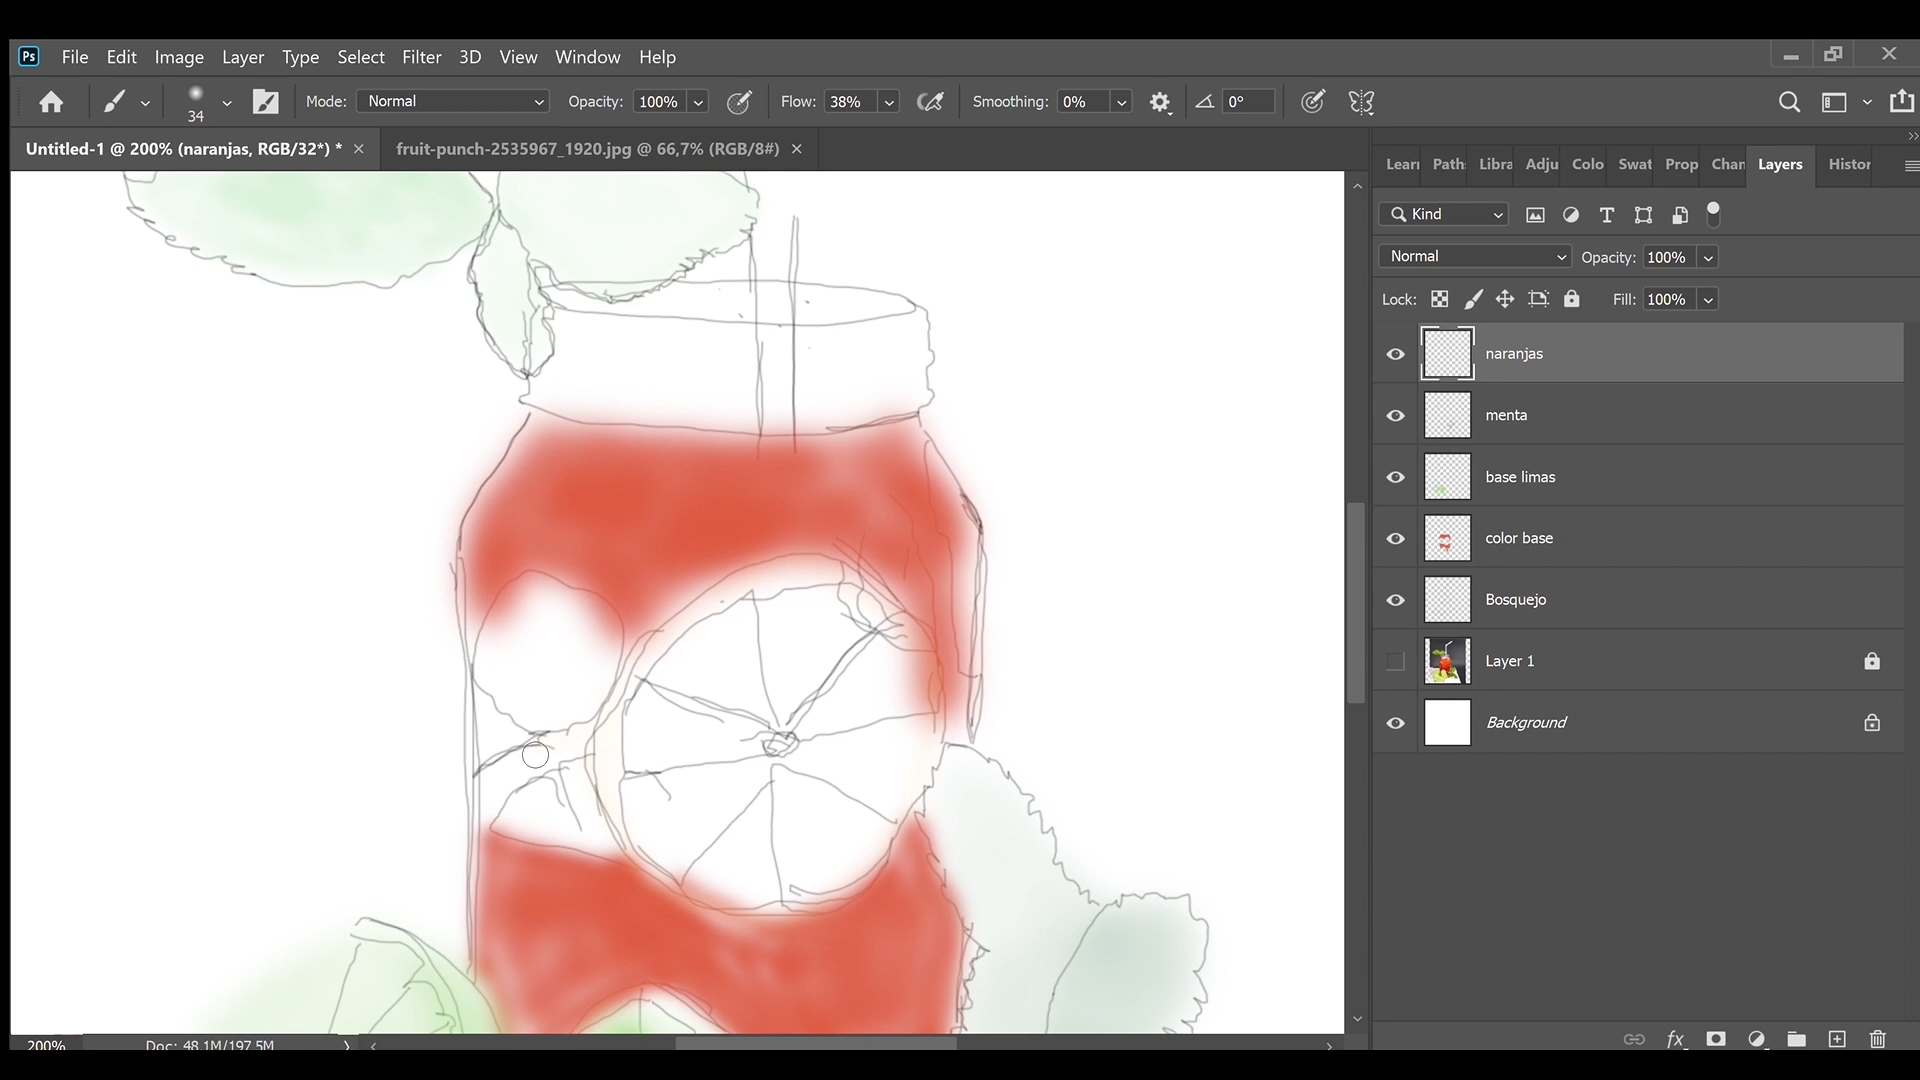 Ps File Edit Image Layer Type Select Filter 3D View Window Help
34 Mode: Normal Opacity: 100% Flow: 38% Smoothing: 0% 0°
Untitled-1 @ 200% (naranjas, RGB/32*) * × fruit-punch-2535967_1920.jpg @ 66,7% (RGB/8#) ×
Learn Paths Libra Adju Colo Swat Prop Chan Layers Histor
Kind
Normal Opacity: 100%
Lock: Fill: 100%
naranjas
menta
base limas
color base
Bosquejo
Layer 1
Background
200% Doc: 48.1M/197.5M
fx